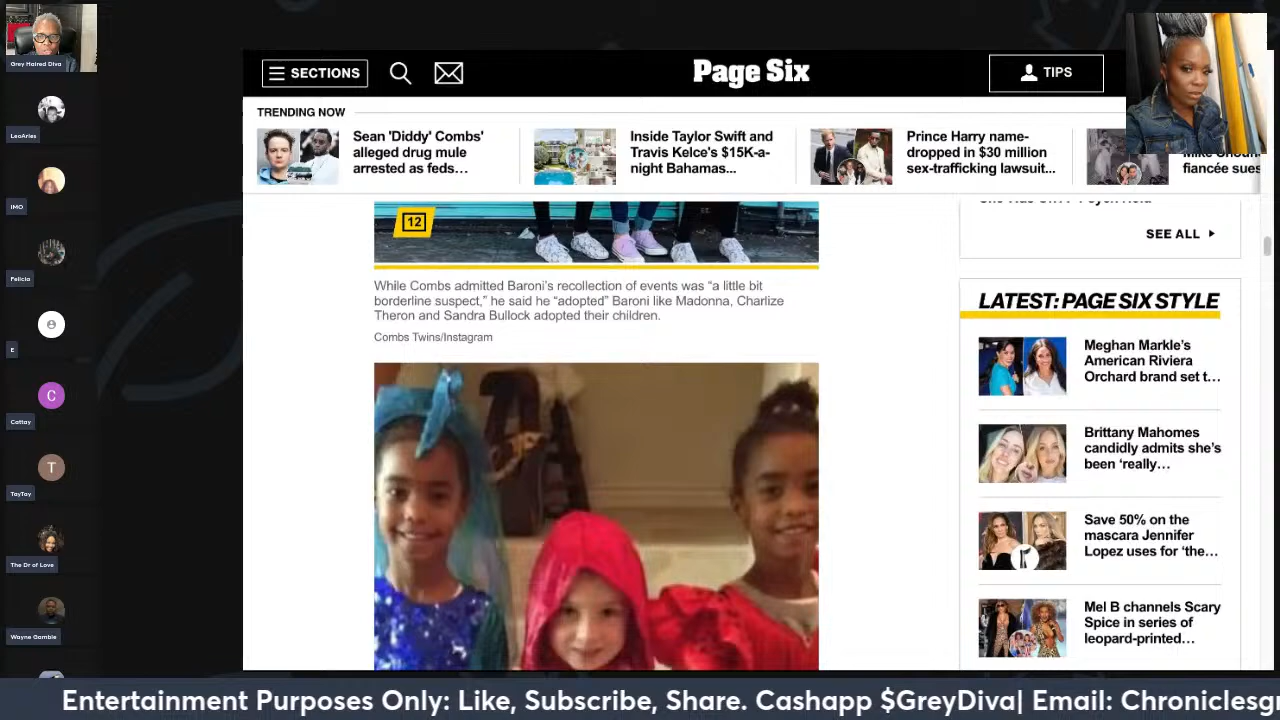 Grey Haired Diva
LeoAries
IMO
Felicia
E
C
Cattay
T
TayTay
The Dr of Love
Wayne Gamble
SECTIONS
Page Six
TIPS
TRENDING NOW
Sean 'Diddy' Combs'
alleged drug mule
arrested as feds…
Inside Taylor Swift and
Travis Kelce's $15K-a-
night Bahamas...
Prince Harry name-
dropped in $30 million
sex-trafficking lawsuit...
fiancée sues
12
While Combs admitted Baroni's recollection of events was “a little bit
borderline suspect,” he said he “adopted” Baroni like Madonna, Charlize
Theron and Sandra Bullock adopted their children.
Combs Twins/Instagram
SEE ALL
LATEST: PAGE SIX STYLE
Meghan Markle’s
American Riviera
Orchard brand set t…
Brittany Mahomes
candidly admits she’s
been ‘really…
Save 50% on the
mascara Jennifer
Lopez uses for ‘the…
Mel B channels Scary
Spice in series of
leopard-printed…
Entertainment Purposes Only: Like, Subscribe, Share. Cashapp $GreyDiva| Email: Chroniclesg